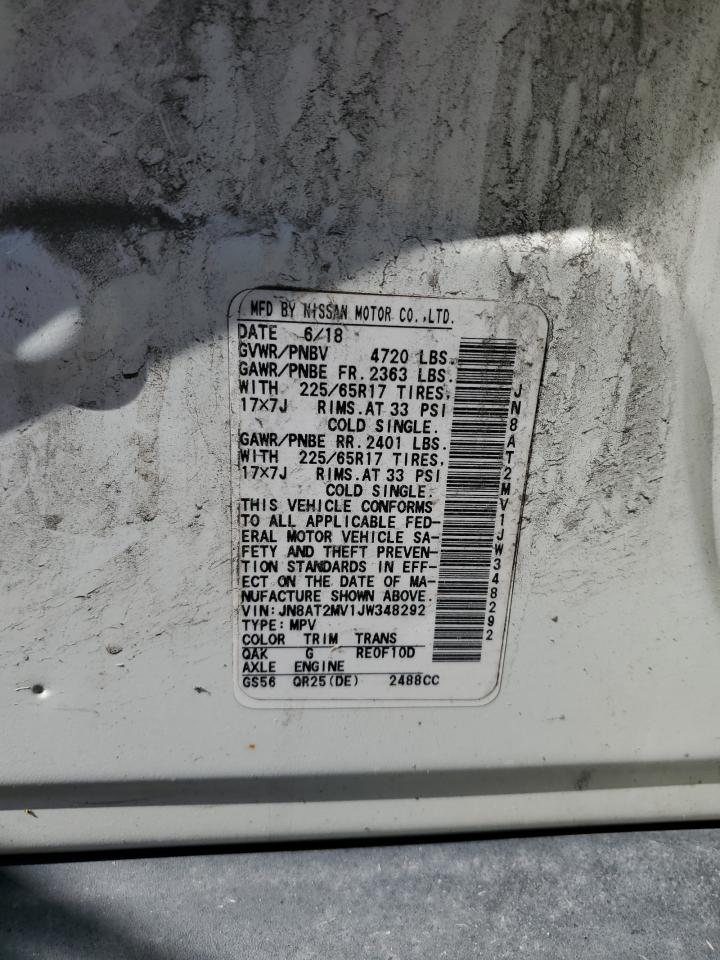 MFD BY NISSAN MOTOR CO.,LTD.
DATE 6/18
GVWR/PNBV 4720 LBS.
GAWR/PNBE FR. 2363 LBS.
WITH 225/65R17 TIRES,
17×7J RIMS.AT 33 PSI
COLD SINGLE.
GAWR/PNBE RR. 2401 LBS.
WITH 225/65R17 TIRES,
17×7J RIMS.AT 33 PSI
COLD SINGLE.
THIS VEHICLE CONFORMS
TO ALL APPLICABLE FED-
ERAL MOTOR VEHICLE SA-
FETY AND THEFT PREVEN-
TION STANDARDS IN EFF-
ECT ON THE DATE OF MA-
NUFACTURE SHOWN ABOVE.
VIN: JN8AT2MV1JW348292
TYPE: MPV
COLOR TRIM TRANS
QAK G RE0F10D
AXLE ENGINE
GS56 QR25(DE) 2488CC
JN8AT2MV1JW348292